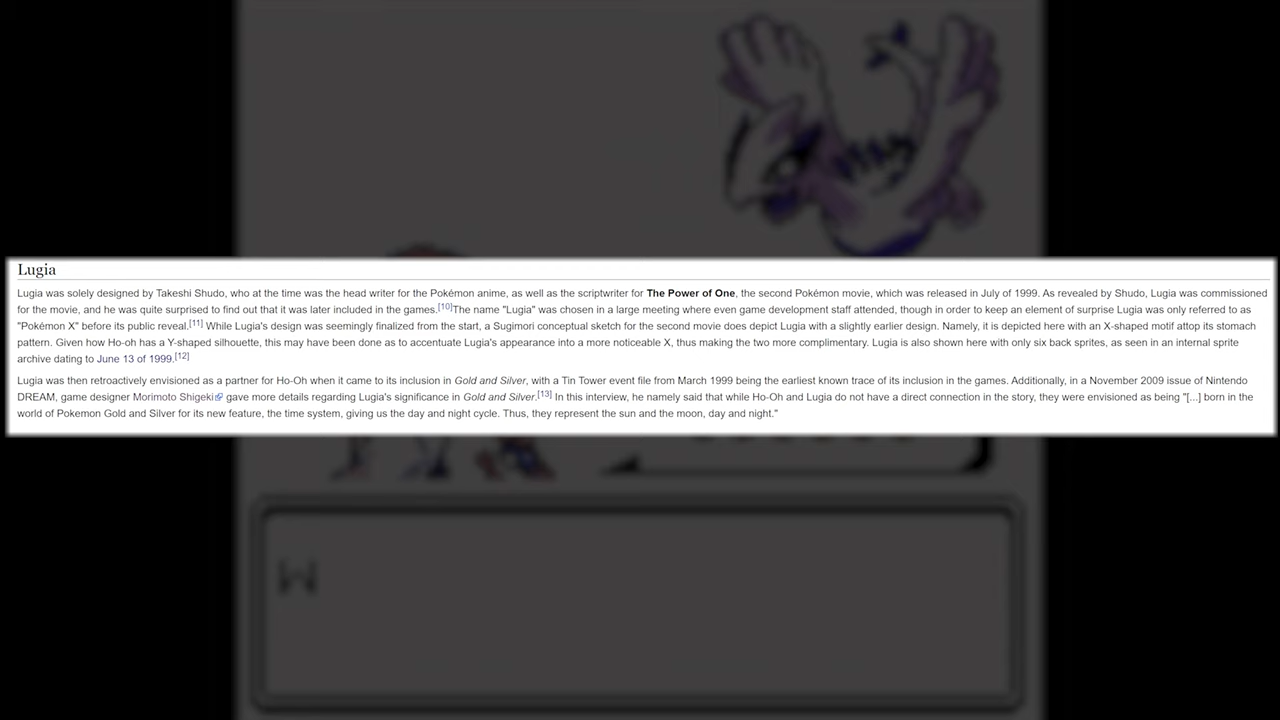 Lugia
Lugia was solely designed by Takeshi Shudo, who at the time was the head writer for the Pokémon anime, as well as the scriptwriter for The Power of One, the second Pokémon movie, which was released in July of 1999. As revealed by Shudo, Lugia was commissioned
for the movie, and he was quite surprised to find out that it was later included in the games.[10]The name "Lugia" was chosen in a large meeting where even game development staff attended, though in order to keep an element of surprise Lugia was only referred to as
"Pokémon X" before its public reveal.[11] While Lugia's design was seemingly finalized from the start, a Sugimori conceptual sketch for the second movie does depict Lugia with a slightly earlier design. Namely, it is depicted here with an X-shaped motif attop its stomach
pattern. Given how Ho-oh has a Y-shaped silhouette, this may have been done as to accentuate Lugia's appearance into a more noticeable X, thus making the two more complimentary. Lugia is also shown here with only six back sprites, as seen in an internal sprite
archive dating to June 13 of 1999.[12]
Lugia was then retroactively envisioned as a partner for Ho-Oh when it came to its inclusion in Gold and Silver, with a Tin Tower event file from March 1999 being the earliest known trace of its inclusion in the games. Additionally, in a November 2009 issue of Nintendo
DREAM, game designer Morimoto Shigeki gave more details regarding Lugia's significance in Gold and Silver.[13] In this interview, he namely said that while Ho-Oh and Lugia do not have a direct connection in the story, they were envisioned as being "[...] born in the
world of Pokemon Gold and Silver for its new feature, the time system, giving us the day and night cycle. Thus, they represent the sun and the moon, day and night."
W